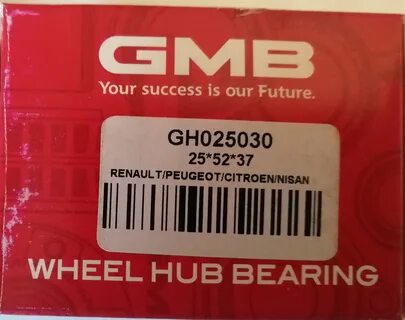 GMB
Your success is our Future.
GH025030
25*52*37
RENAULT/PEUGEOT/CITROEN/NISAN
WHEEL HUB BEARING